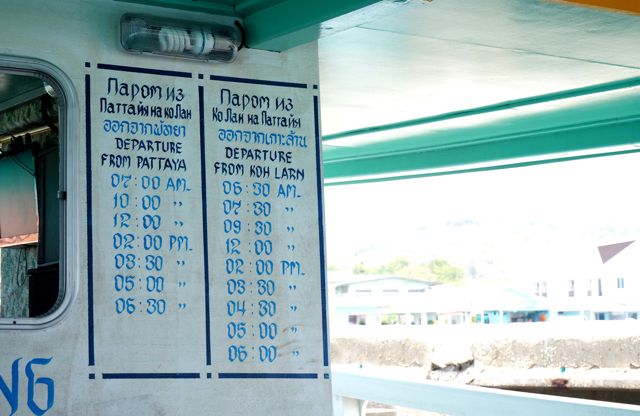 Паром из
Паттайя на ко Лан
ออกจากพัทยา
DEPARTURE
FROM PATTAYA
07:00 AM
10:00 "
12:00 "
02:00 PM
03:30 "
05:00 "
06:30 "
Паром из
Ко Лан на Паттайя
ออกจากเกาะล้าน
DEPARTURE
FROM KOH LARN
06:30 AM
07:30 "
09:30 "
12:00 "
02:00 PM
03:30 "
04:30 "
05:00 "
06:00 "
NG